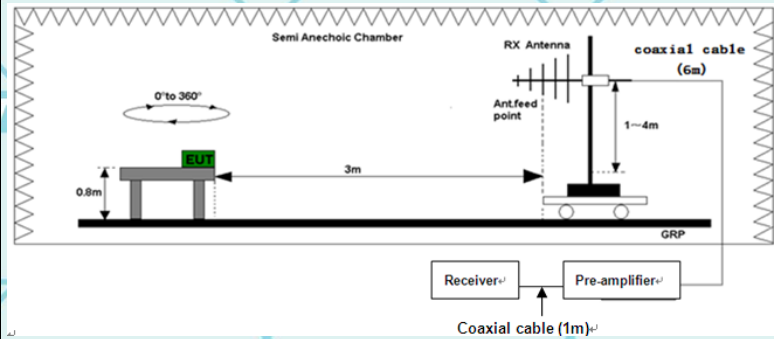 Semi Anechoic Chamber
RX Antenna
coaxial cable
(6m)
0°to 360°
Ant.feed
point
1～4m
EUT
3m
0.8m
GRP
Receiver
Pre-amplifier
Coaxial cable (1m)